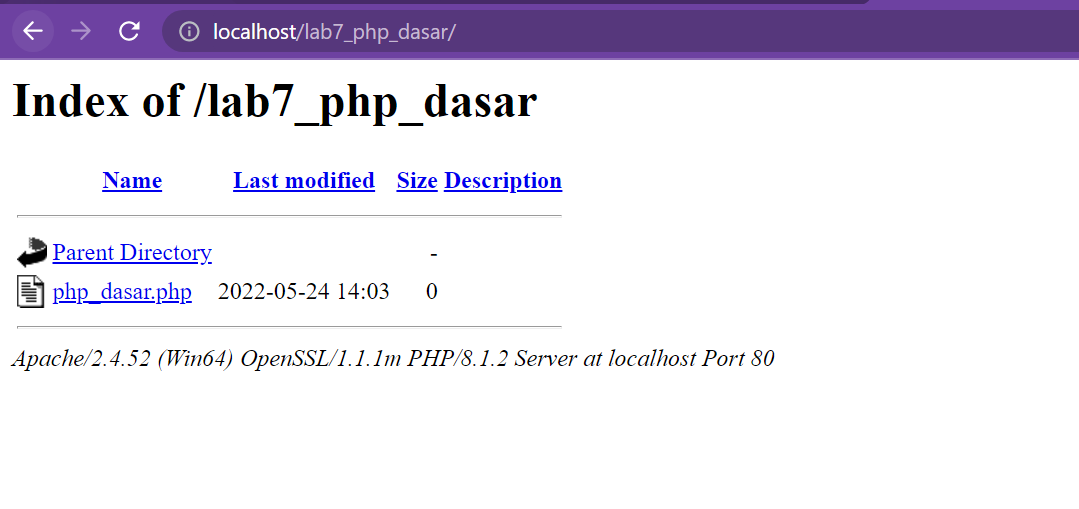 localhost/lab7_php_dasar/
Index of /lab7_php_dasar
Name Last modified Size Description
Parent Directory -
php_dasar.php 2022-05-24 14:03 0
Apache/2.4.52 (Win64) OpenSSL/1.1.1m PHP/8.1.2 Server at localhost Port 80